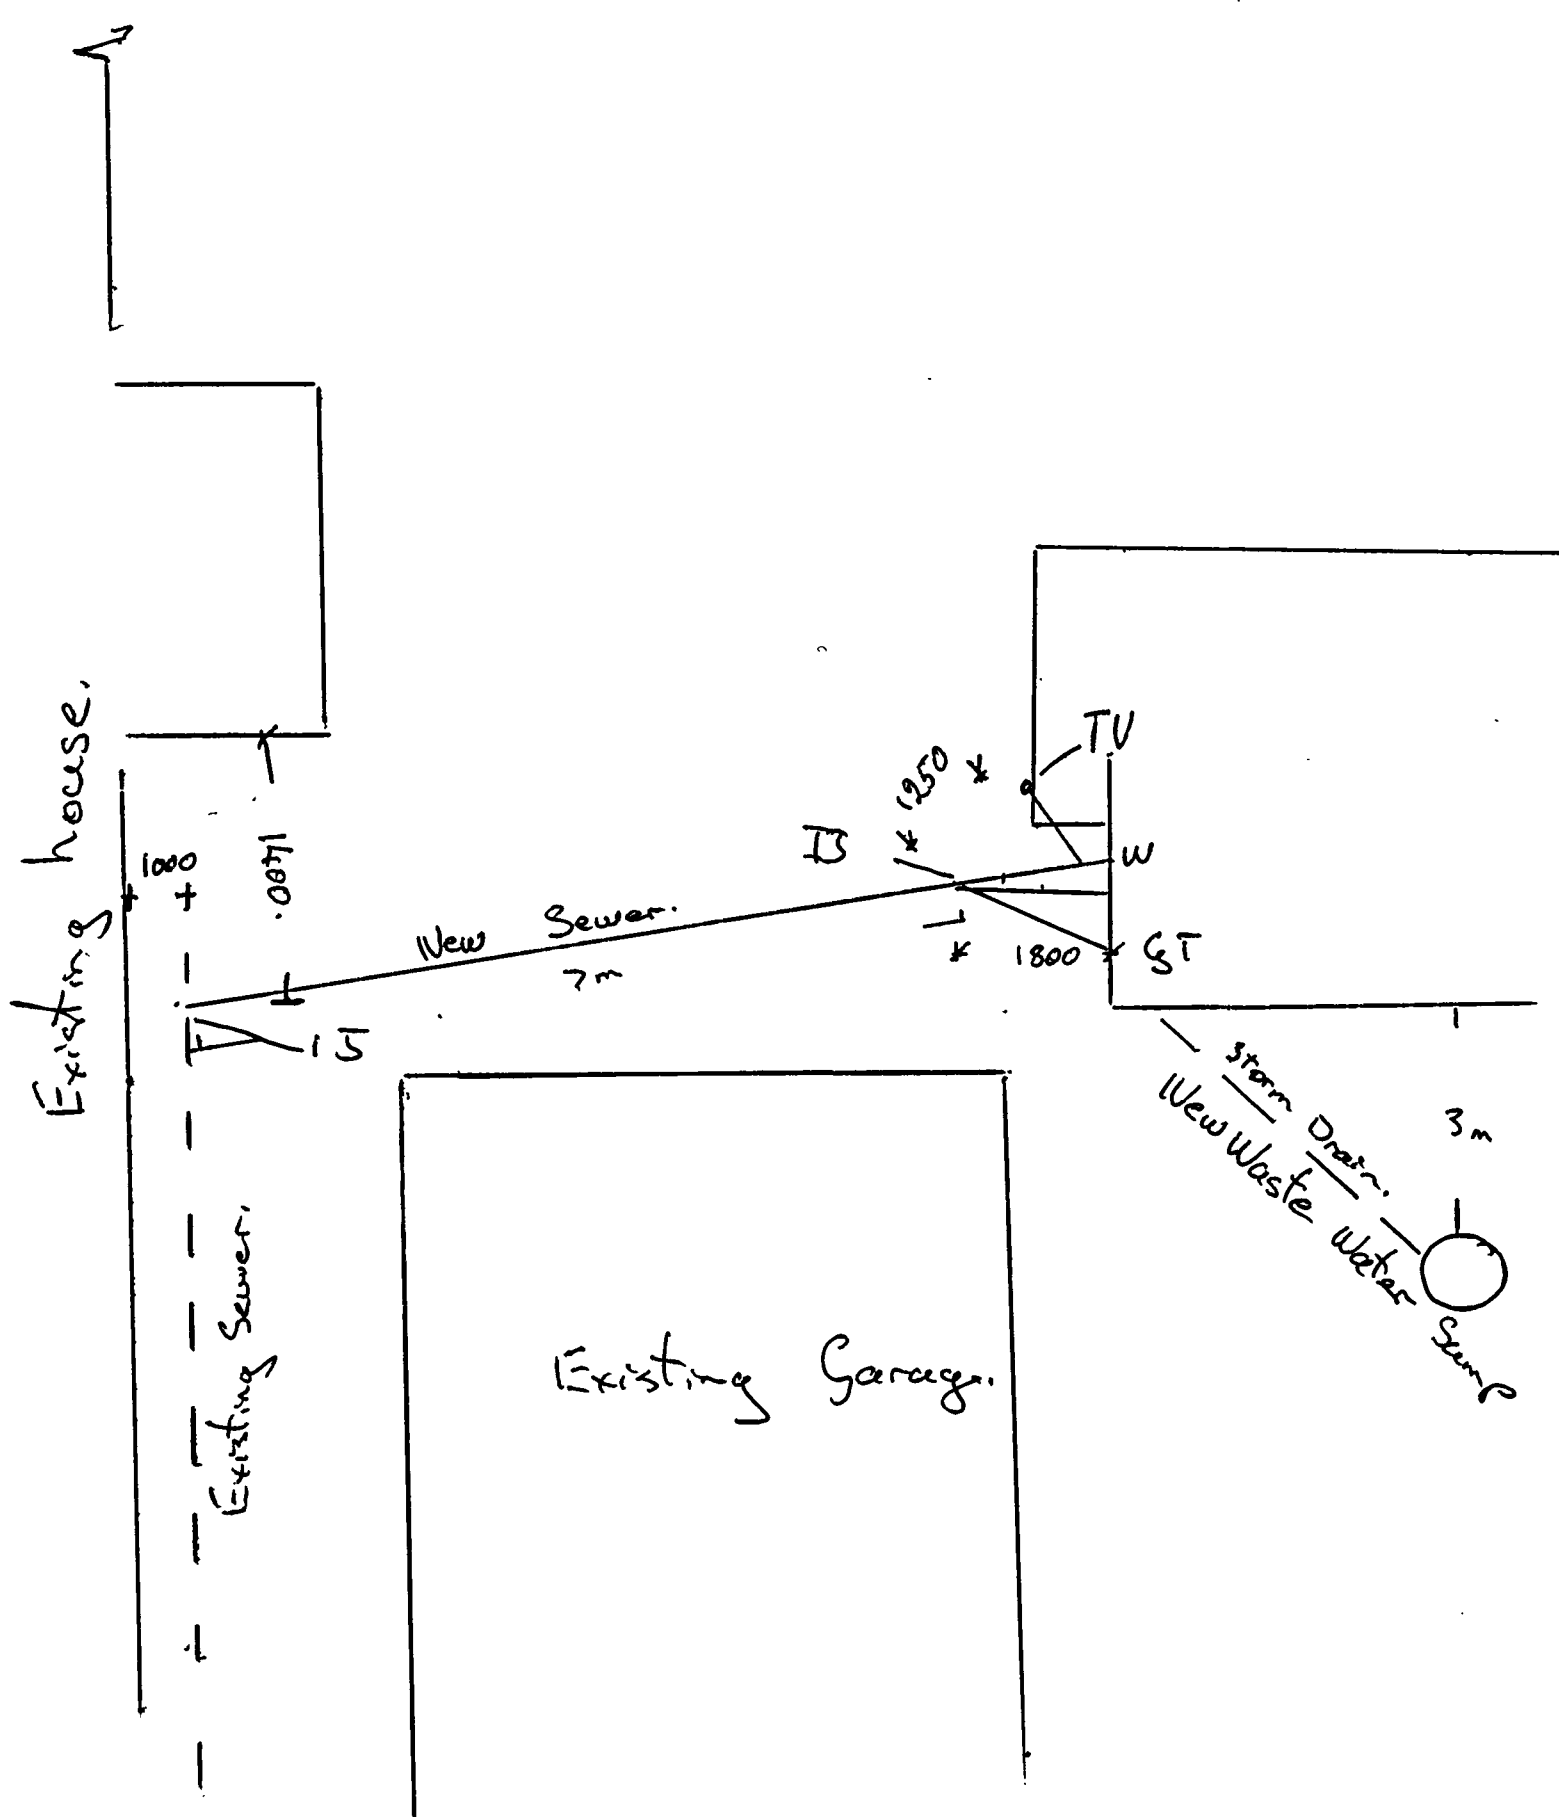 TV
1250
W
1000
1400.
Existing house.
New Sewer.
7m
1800
GT
IJ
3m
Storm Drain.
New Waste Water Sump
Existing Sewer.
Existing Garage.